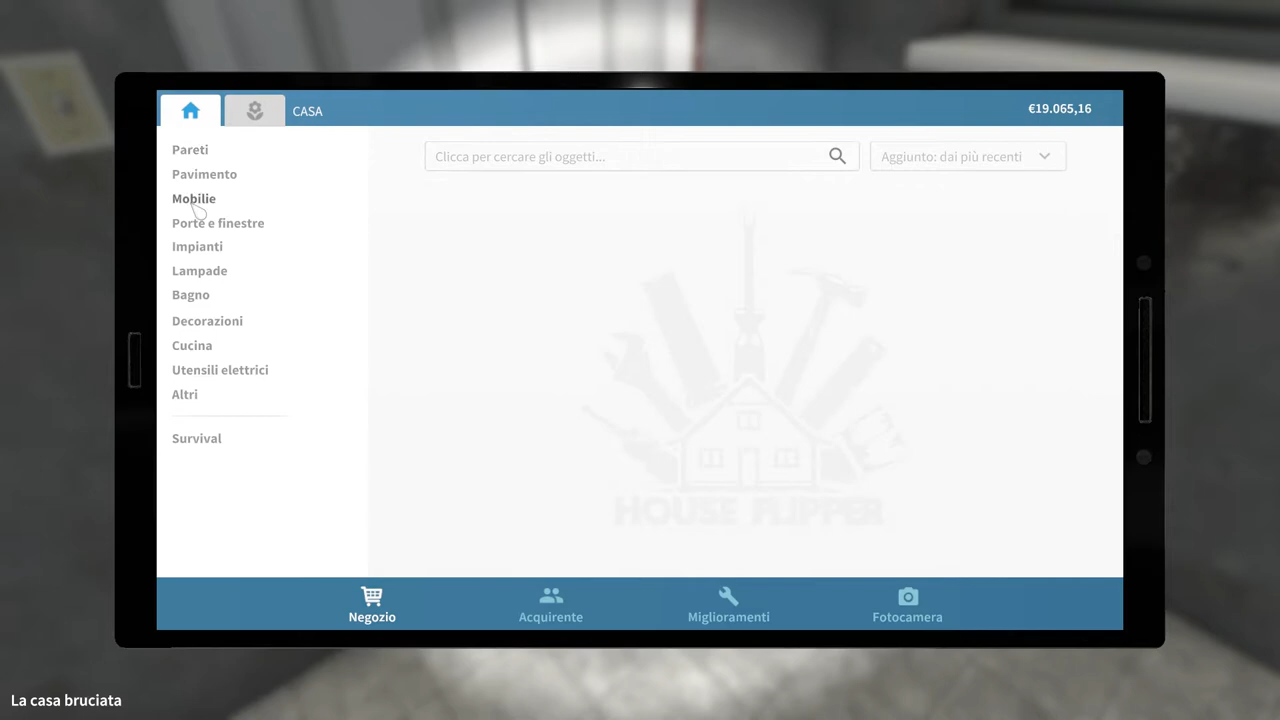 CASA
€19.065,16
Pareti
Pavimento
Mobilie
Porte e finestre
Impianti
Lampade
Bagno
Decorazioni
Cucina
Utensili elettrici
Altri
Survival
Clicca per cercare gli oggetti...
Aggiunto: dai più recenti
HOUSE FLIPPER
Negozio
Acquirente
Miglioramenti
Fotocamera
La casa bruciata